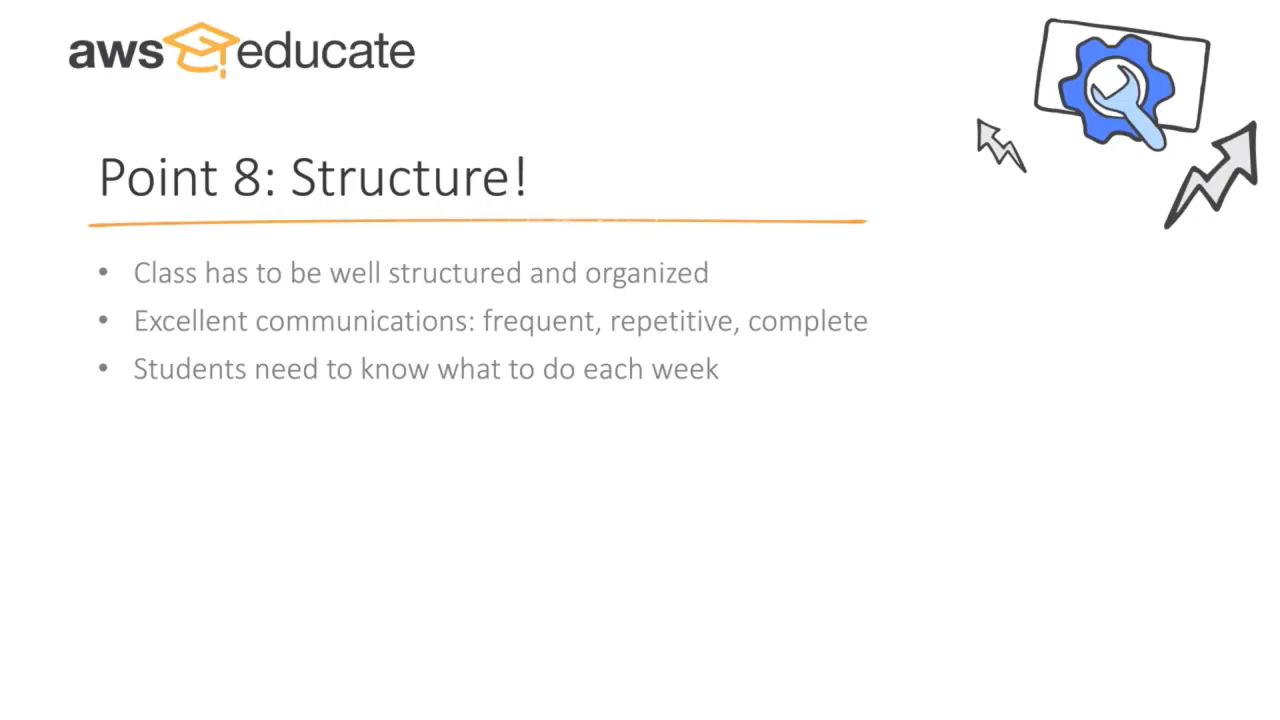 aws educate
Point 8: Structure!
• Class has to be well structured and organized
• Excellent communications: frequent, repetitive, complete
• Students need to know what to do each week